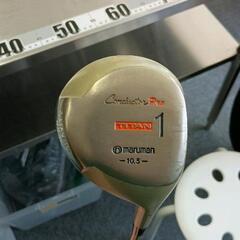 40
50
60
Conductor Pro
TITAN 1
maruman
-10.5-